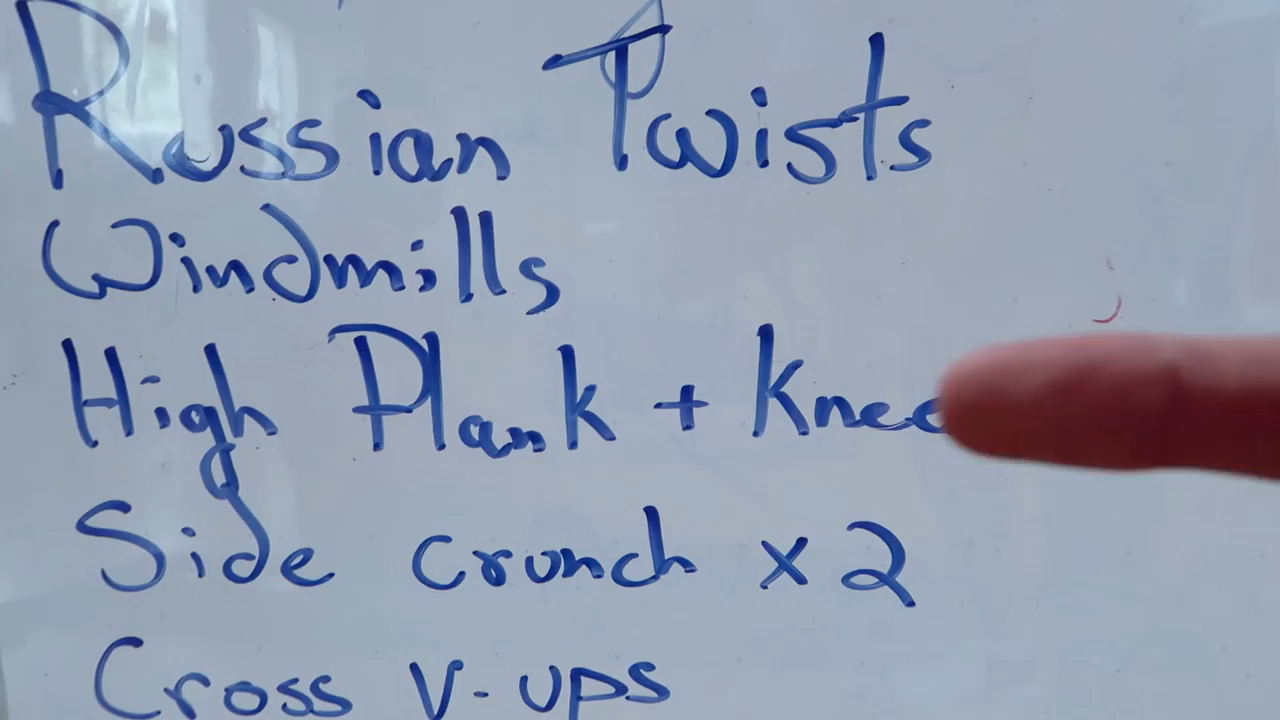 Russian Twists
Windmills
High Plank + Knee
Side crunch x 2
Cross V-ups